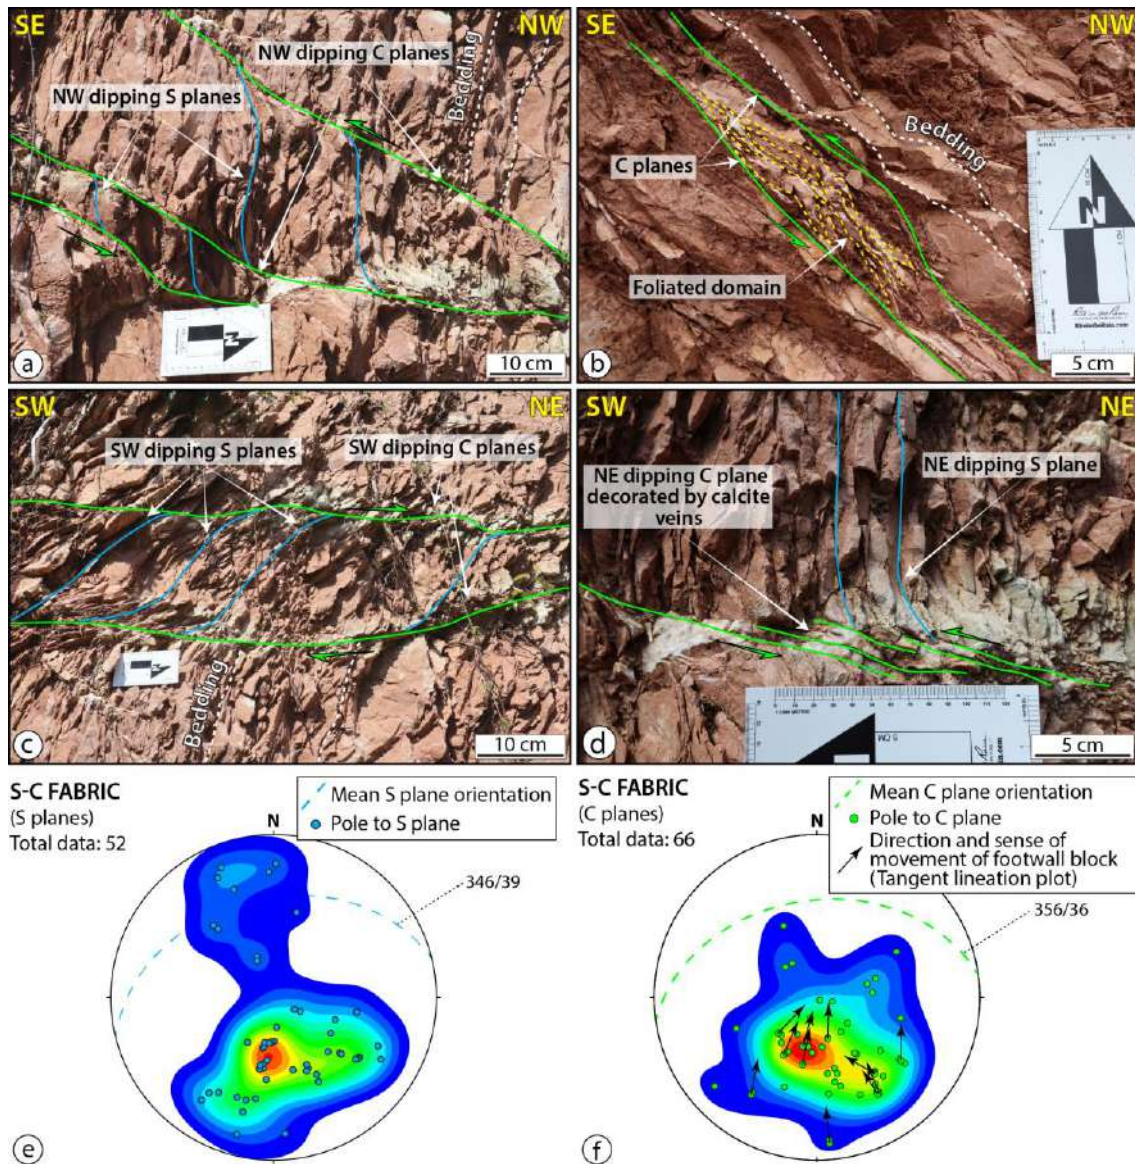 SE
NW
NW dipping C planes
NW dipping S planes
Bedding
N
a
10 cm
SE
NW
C planes
Bedding
Foliated domain
N
b
5 cm
SW
NE
SW dipping S planes
SW dipping C planes
Bedding
c
10 cm
SW
NE
NE dipping C plane
decorated by calcite
veins
NE dipping S plane
5 CM
d
5 cm
S-C FABRIC
(S planes)
Total data: 52
Mean S plane orientation
Pole to S plane
N
346/39
e
S-C FABRIC
(C planes)
Total data: 66
Mean C plane orientation
Pole to C plane
Direction and sense of
movement of footwall block
(Tangent lineation plot)
N
356/36
f